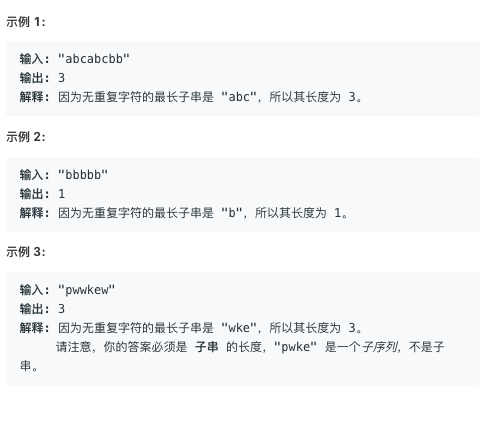 示例 1:
输入: "abcabcbb"
输出: 3
解释: 因为无重复字符的最长子串是 "abc"，所以其长度为 3。
示例 2:
输入: "bbbbb"
输出: 1
解释: 因为无重复字符的最长子串是 "b"，所以其长度为 1。
示例 3:
输入: "pwwkew"
输出: 3
解释: 因为无重复字符的最长子串是 "wke"，所以其长度为 3。
请注意，你的答案必须是 子串 的长度，"pwke" 是一个子序列，不是子
串。